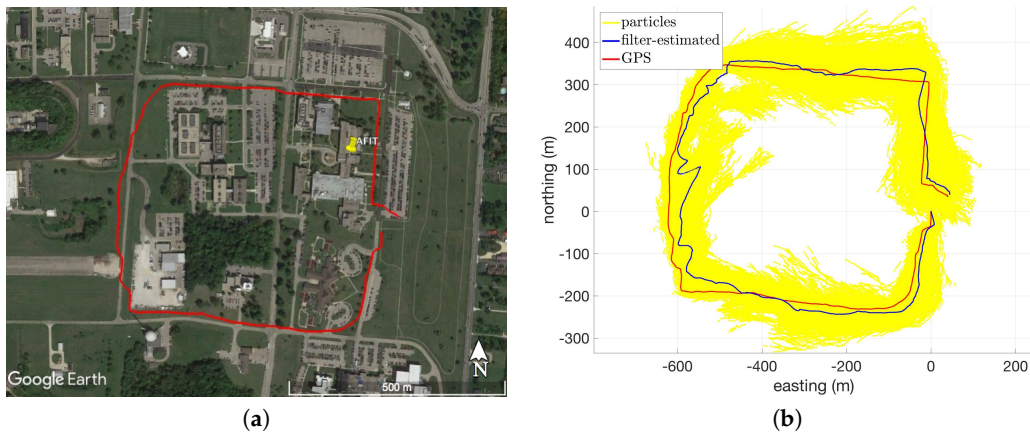 AFIT
N
Google Earth
500 m
(a)
particles
filter-estimated
GPS
northing (m)
400
300
200
100
0
-100
-200
-300
-600
-400
-200
0
200
easting (m)
(b)